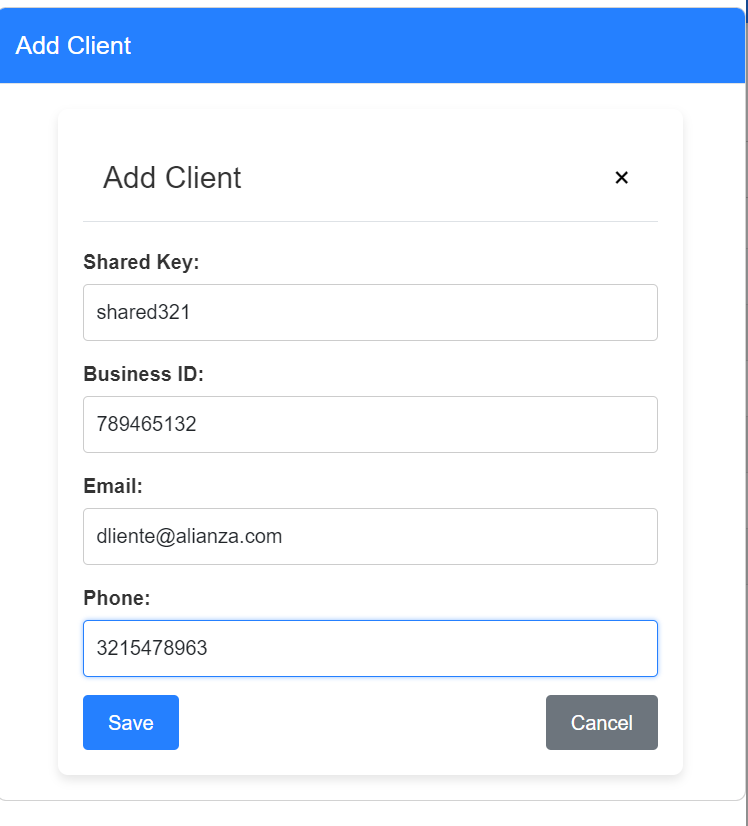 Add Client
Add Client ×
Shared Key:
shared321
Business ID:
789465132
Email:
dliente@alianza.com
Phone:
3215478963
Save Cancel